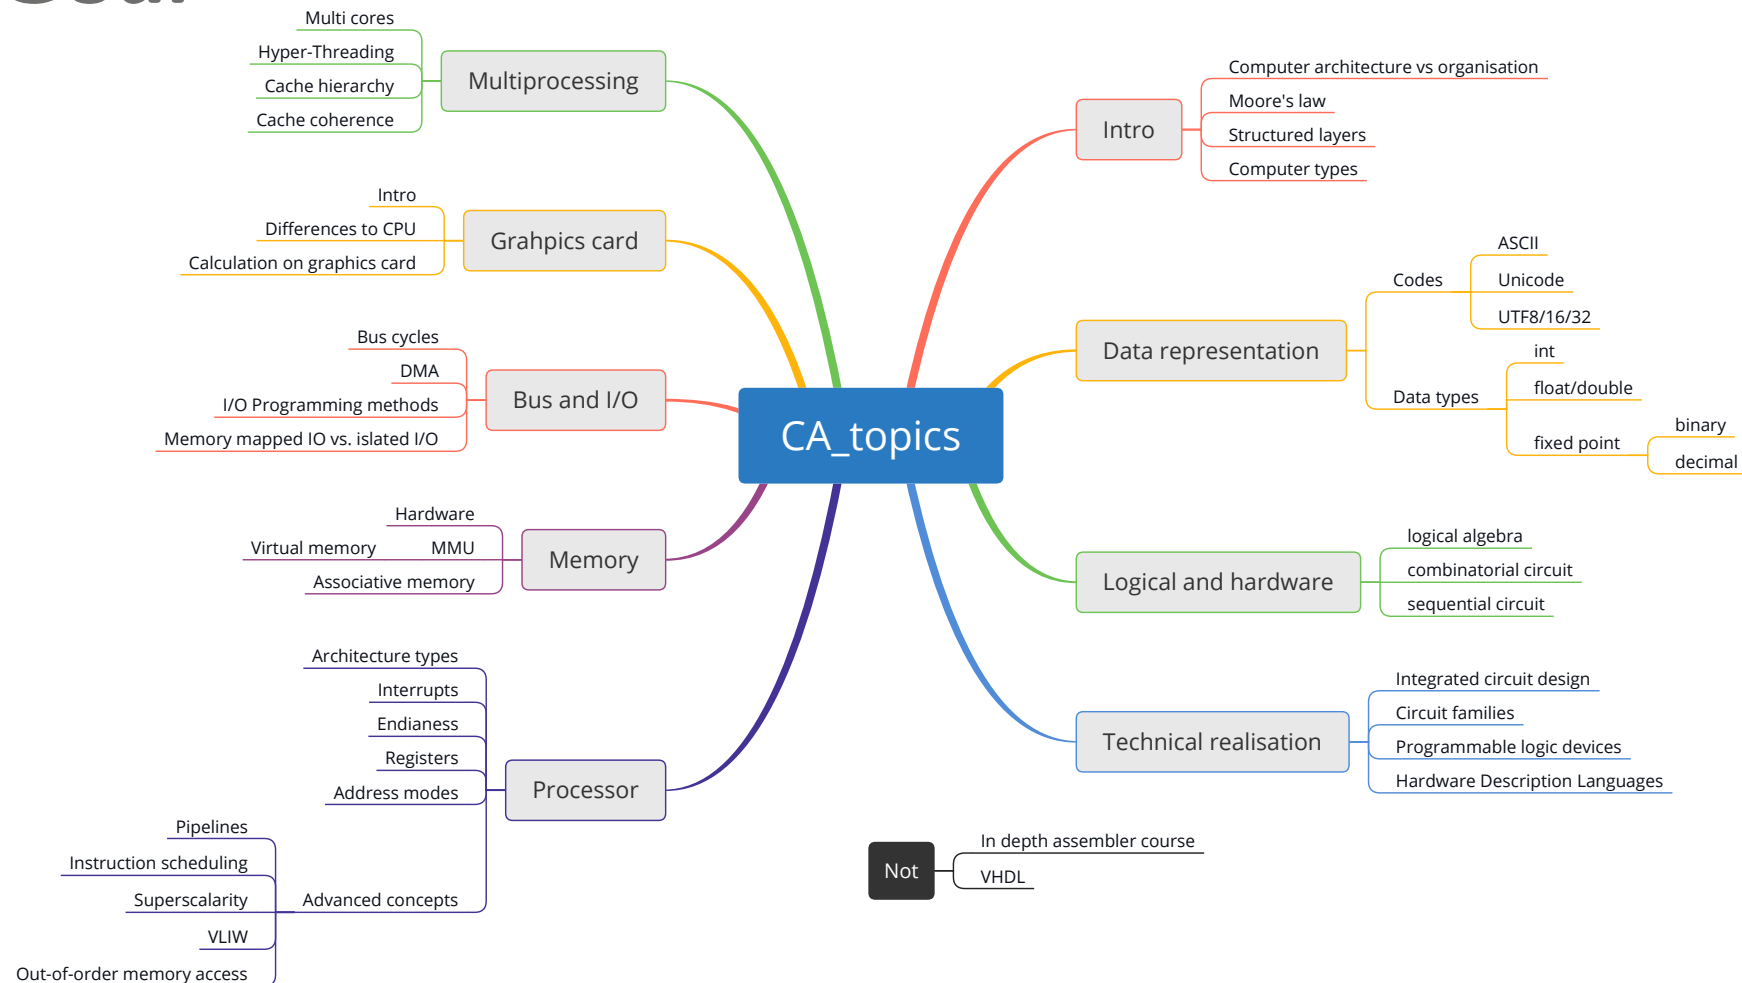 Multi cores
Hyper-Threading
Cache hierarchy
Cache coherence
Multiprocessing
Intro
Differences to CPU
Calculation on graphics card
Grahpics card
Bus cycles
DMA
I/O Programming methods
Memory mapped IO vs. islated I/O
Bus and I/O
Hardware
Virtual memory
MMU
Associative memory
Memory
Architecture types
Interrupts
Endianess
Registers
Address modes
Processor
Pipelines
Instruction scheduling
Superscalarity
VLIW
Out-of-order memory access
Advanced concepts
CA_topics
Intro
Computer architecture vs organisation
Moore's law
Structured layers
Computer types
Data representation
Codes
ASCII
Unicode
UTF8/16/32
Data types
int
float/double
fixed point
binary
decimal
Logical and hardware
logical algebra
combinatorial circuit
sequential circuit
Technical realisation
Integrated circuit design
Circuit families
Programmable logic devices
Hardware Description Languages
Not
In depth assembler course
VHDL